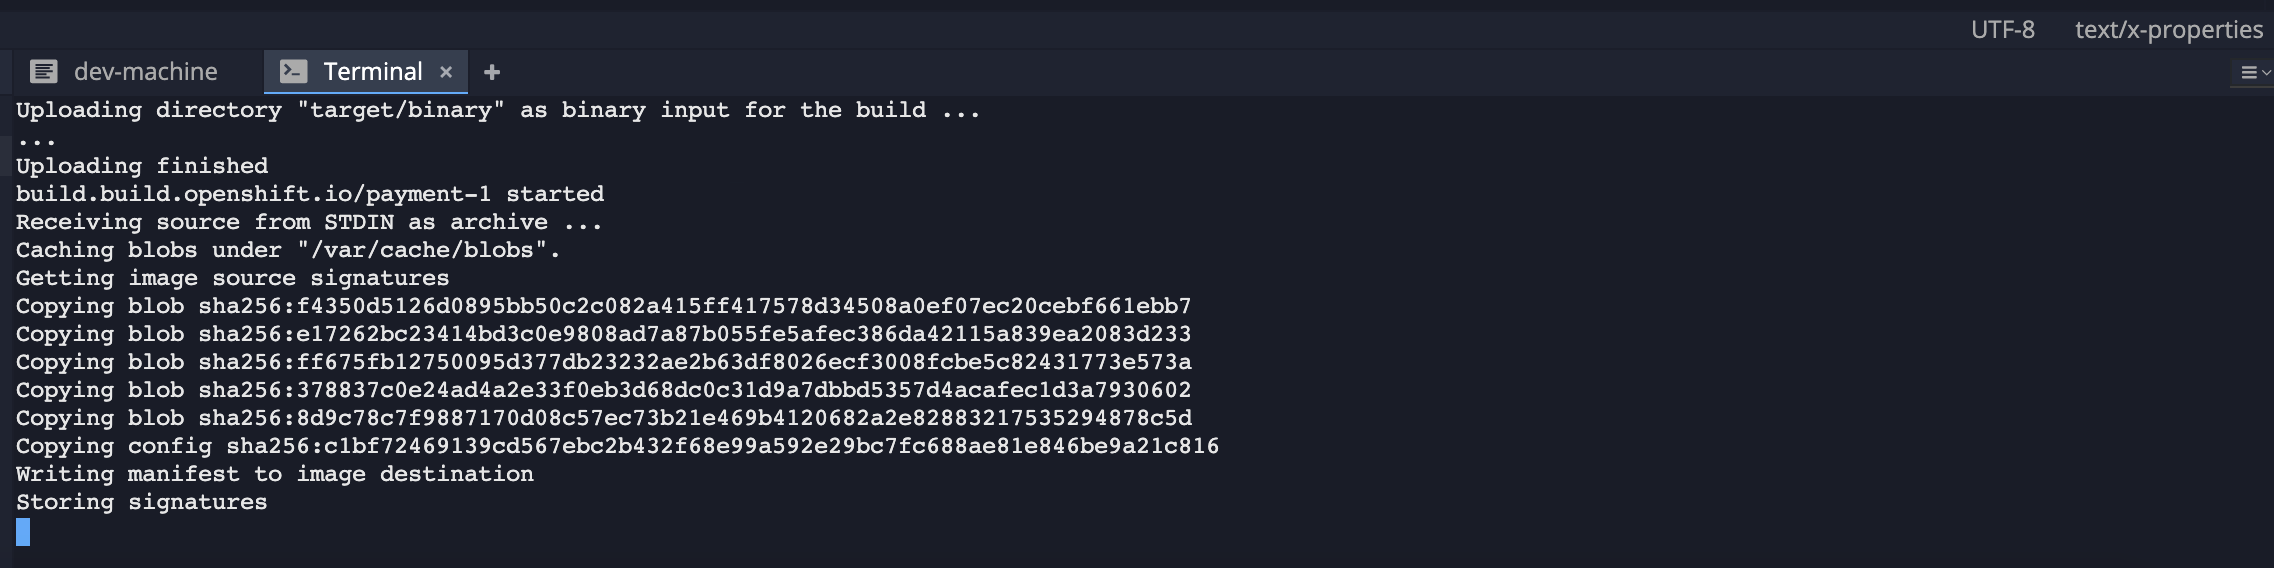 UTF-8 text/x-properties
dev-machine Terminal × +
Uploading directory "target/binary" as binary input for the build ...
...
Uploading finished
build.build.openshift.io/payment-1 started
Receiving source from STDIN as archive ...
Caching blobs under "/var/cache/blobs".
Getting image source signatures
Copying blob sha256:f4350d5126d0895bb50c2c082a415ff417578d34508a0ef07ec20cebf661ebb7
Copying blob sha256:e17262bc23414bd3c0e9808ad7a87b055fe5afec386da42115a839ea2083d233
Copying blob sha256:ff675fb12750095d377db23232ae2b63df8026ecf3008fcbe5c82431773e573a
Copying blob sha256:378837c0e24ad4a2e33f0eb3d68dc0c31d9a7dbbd5357d4acafec1d3a7930602
Copying blob sha256:8d9c78c7f9887170d08c57ec73b21e469b4120682a2e82883217535294878c5d
Copying config sha256:c1bf72469139cd567ebc2b432f68e99a592e29bc7fc688ae81e846be9a21c816
Writing manifest to image destination
Storing signatures